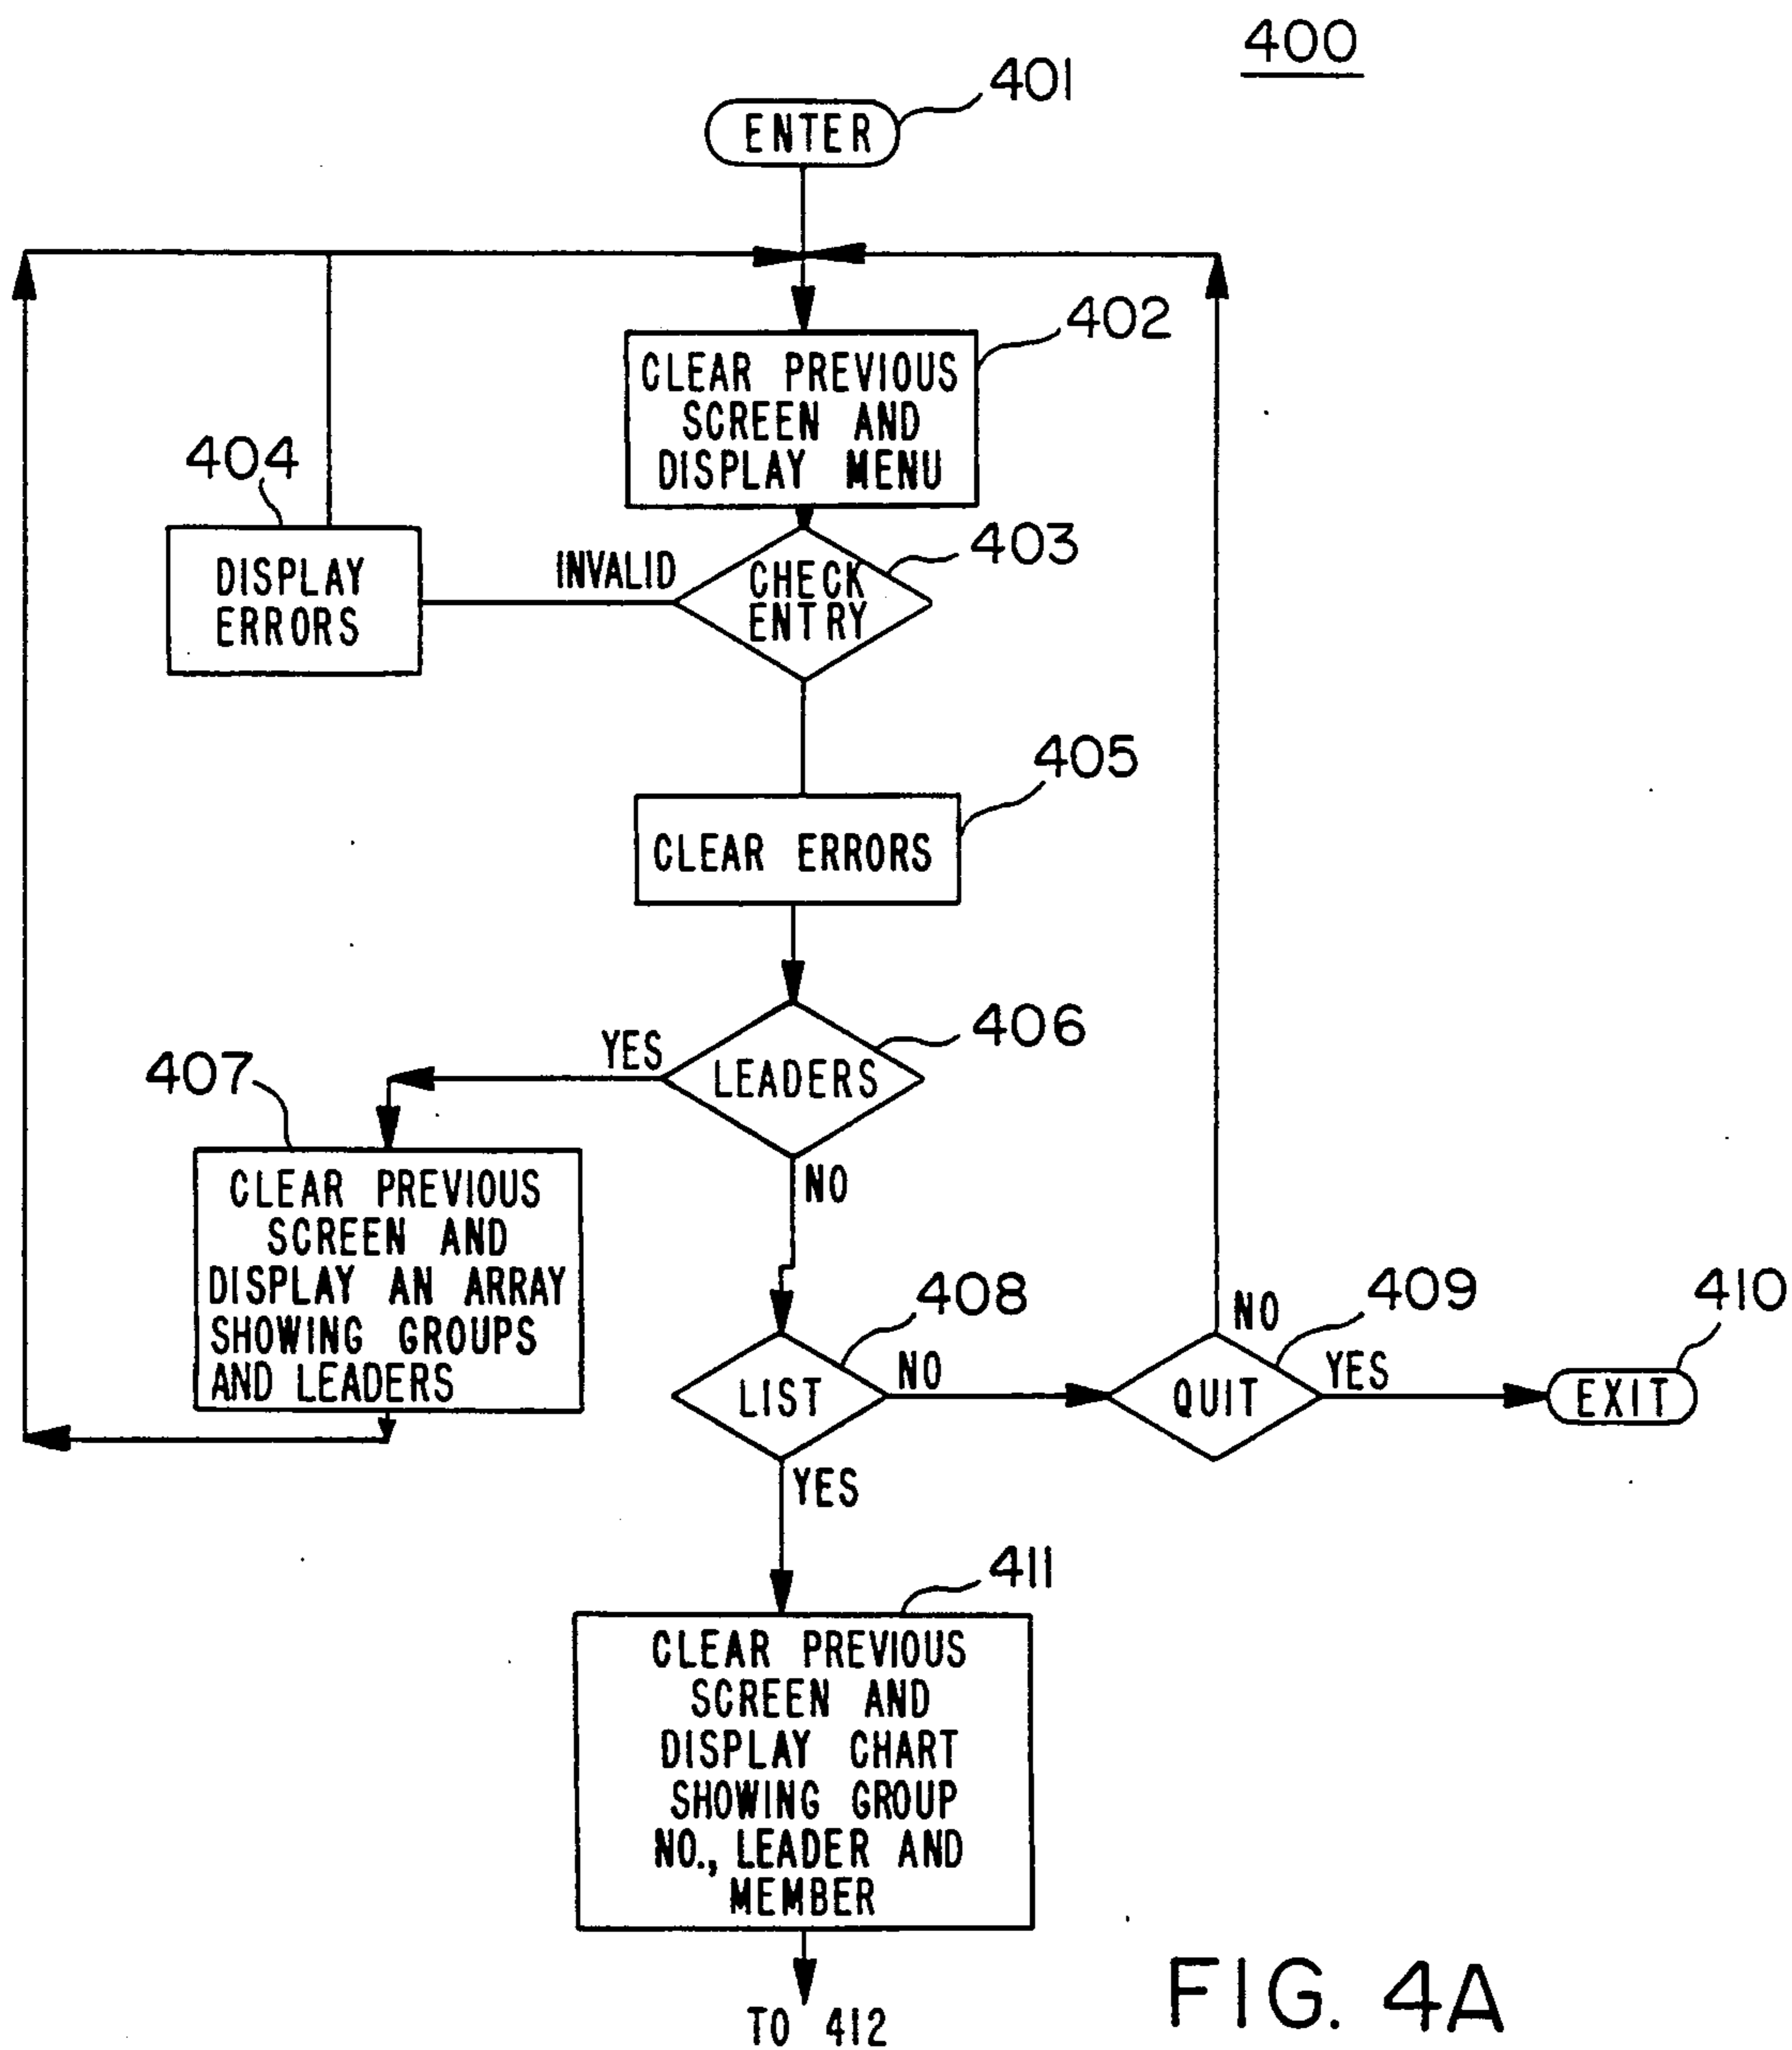 400
401
ENTER
402
CLEAR PREVIOUS
SCREEN AND
DISPLAY MENU
404
403
DISPLAY
ERRORS
INVALID
CHECK
ENTRY
405
CLEAR ERRORS
406
YES
LEADERS
407
NO
CLEAR PREVIOUS
SCREEN AND
DISPLAY AN ARRAY
SHOWING GROUPS
AND LEADERS
408
409
410
NO
LIST
NO
QUIT
YES
EXIT
YES
411
CLEAR PREVIOUS
SCREEN AND
DISPLAY CHART
SHOWING GROUP
NO., LEADER AND
MEMBER
TO 412
FIG. 4A